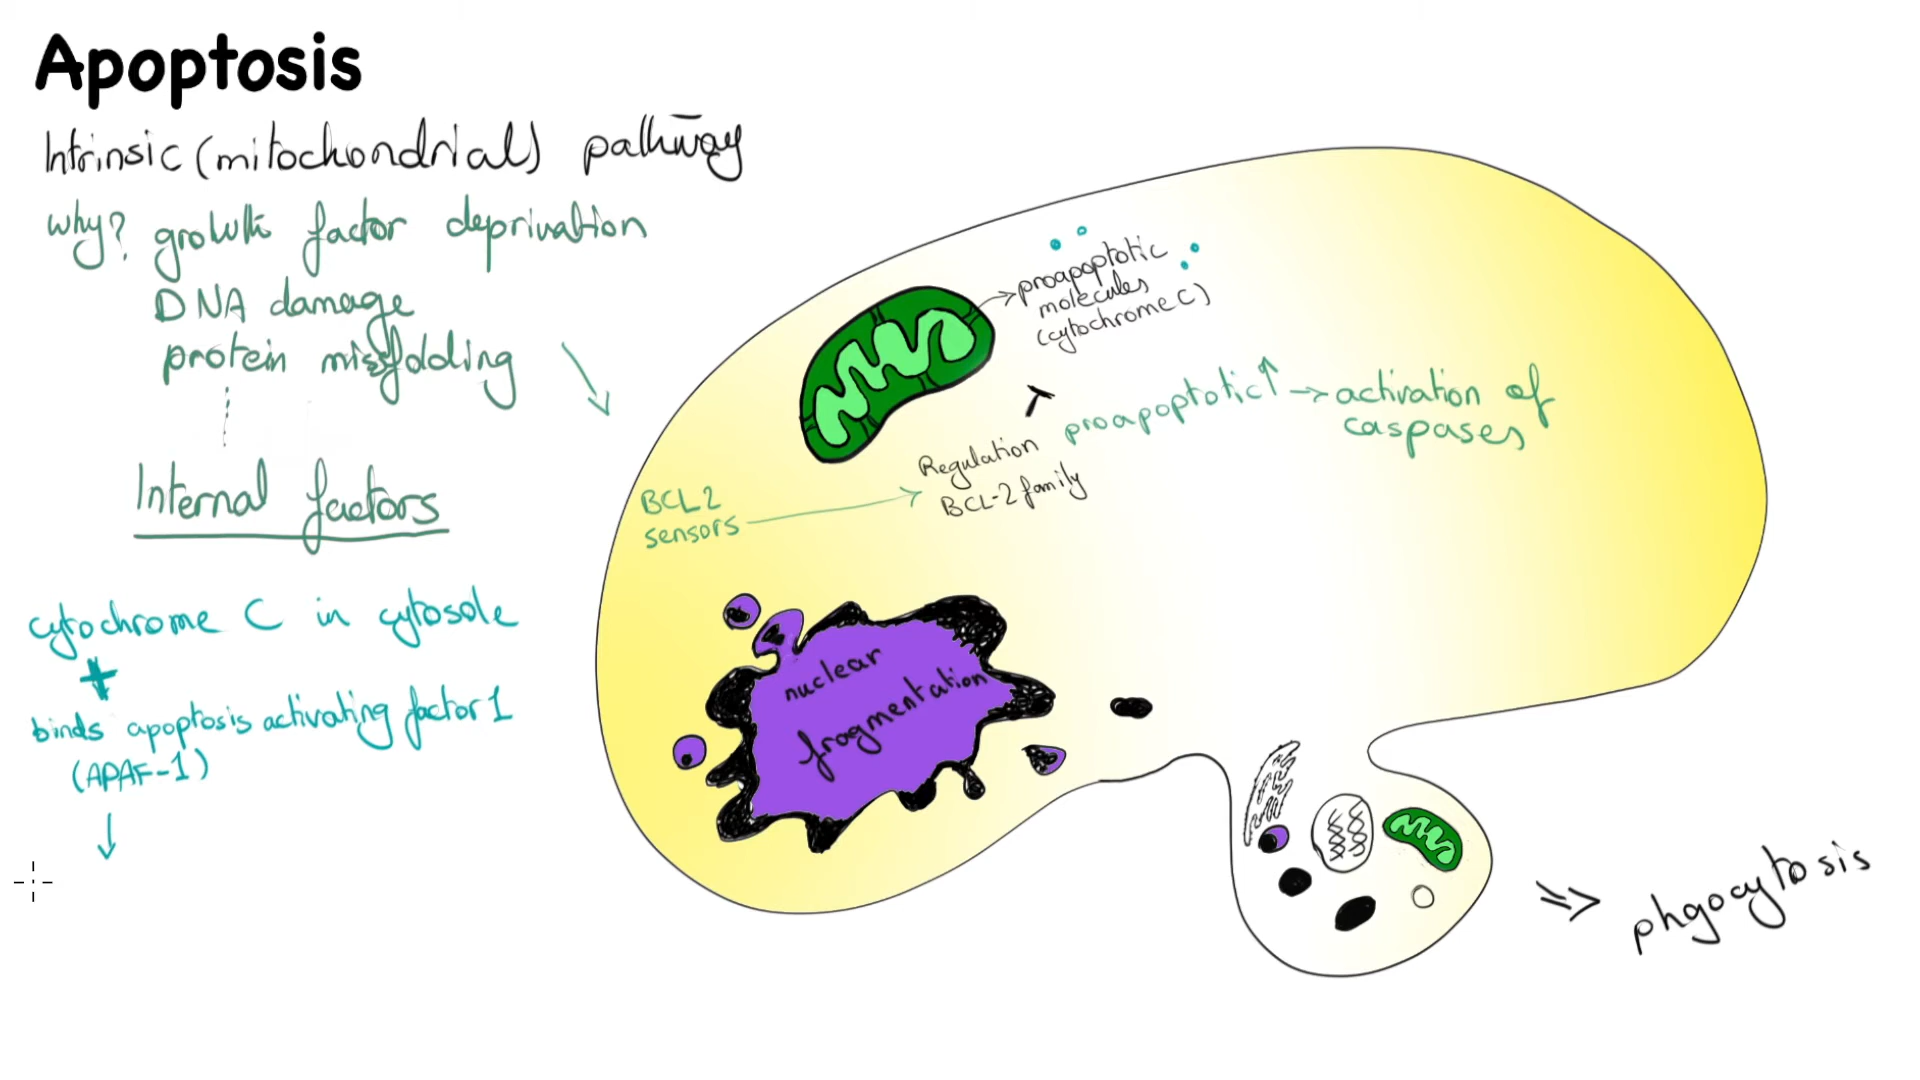 Apoptosis
Intrinsic (mitochondrial) pathway
why? growth factor deprivation
DNA damage
protein misfolding
Internal factors
cytochrome C in cytosole
+
binds apoptosis activating factor 1
(APAF-1)
proapoptotic
molecules
(cytochrome C)
proapoptotic↑ → activation of
caspases
Regulation
BCL-2 family
BCL2
sensors
nuclear
fragmentation
phgocytosis